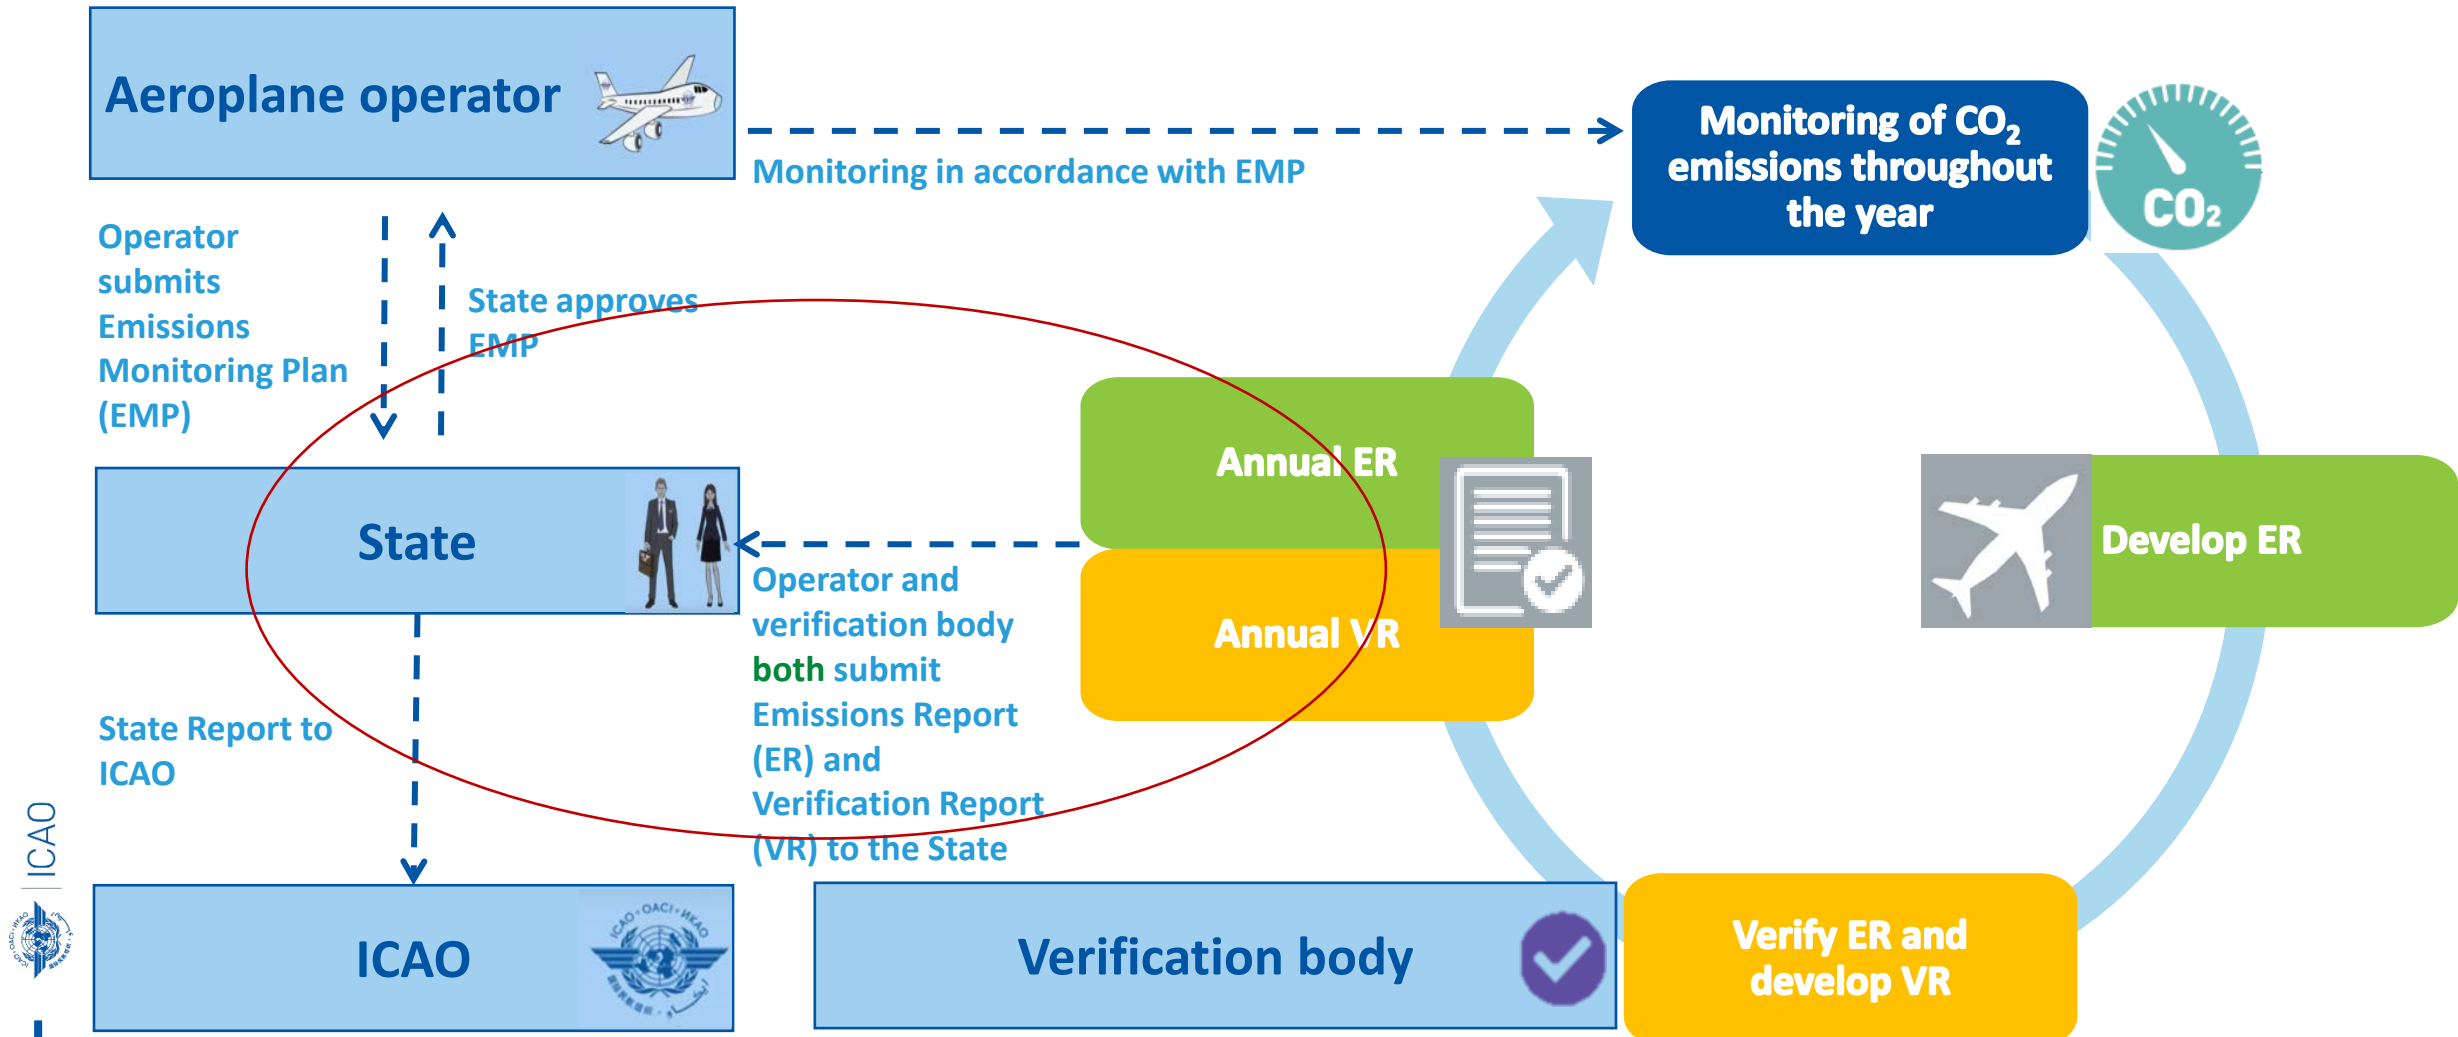 Aeroplane operator
Monitoring in accordance with EMP
Monitoring of CO₂
emissions throughout
the year
CO₂
Operator
submits
Emissions
Monitoring Plan
(EMP)
State approves
EMP
State
Annual ER
Annual VR
Develop ER
Operator and
verification body
both submit
Emissions Report
(ER) and
Verification Report
(VR) to the State
State Report to
ICAO
ICAO
ICAO
ICAO · OACI · ИКАО
Verification body
Verify ER and
develop VR